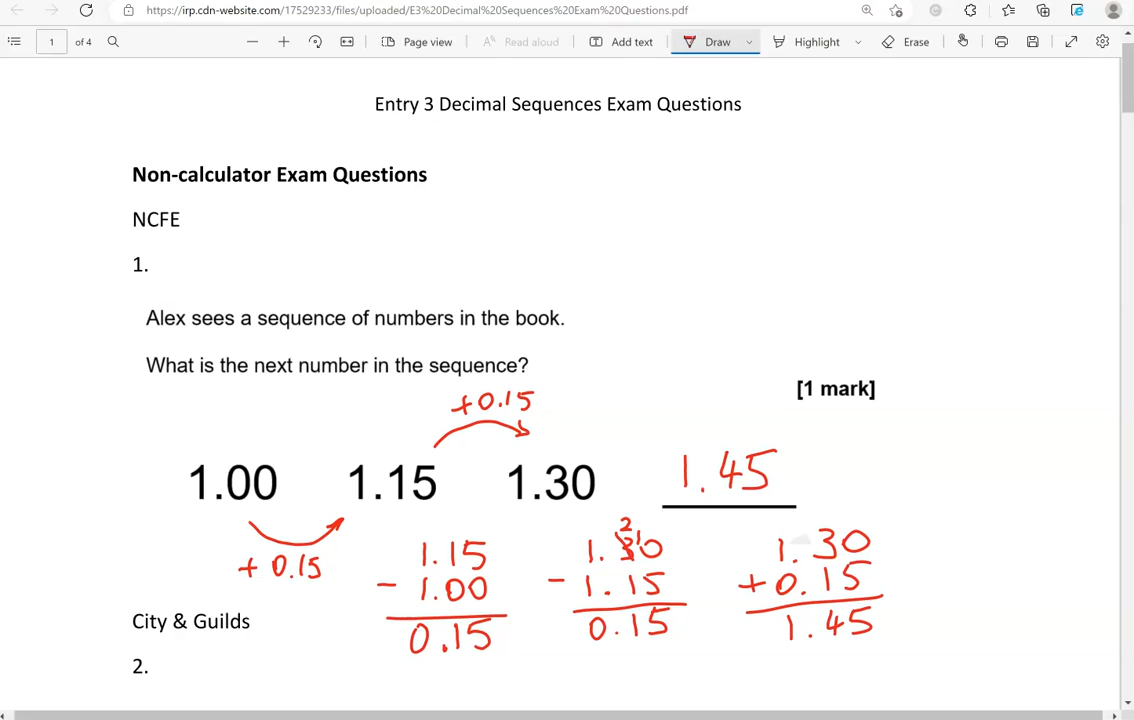 https://irp.cdn-website.com/17529233/files/uploaded/E3%20Decimal%20Sequences%20Exam%20Questions.pdf
1 of 4 Page view Read aloud Add text Draw Highlight Erase
Entry 3 Decimal Sequences Exam Questions
Non-calculator Exam Questions
NCFE
1.
Alex sees a sequence of numbers in the book.
What is the next number in the sequence?
[1 mark]
+0.15
1.00 1.15 1.30 1.45
+ 0.15
1.15
- 1.00
0.15
2 1
1.30
- 1.15
0.15
1.30
+0.15
1.45
City & Guilds
2.